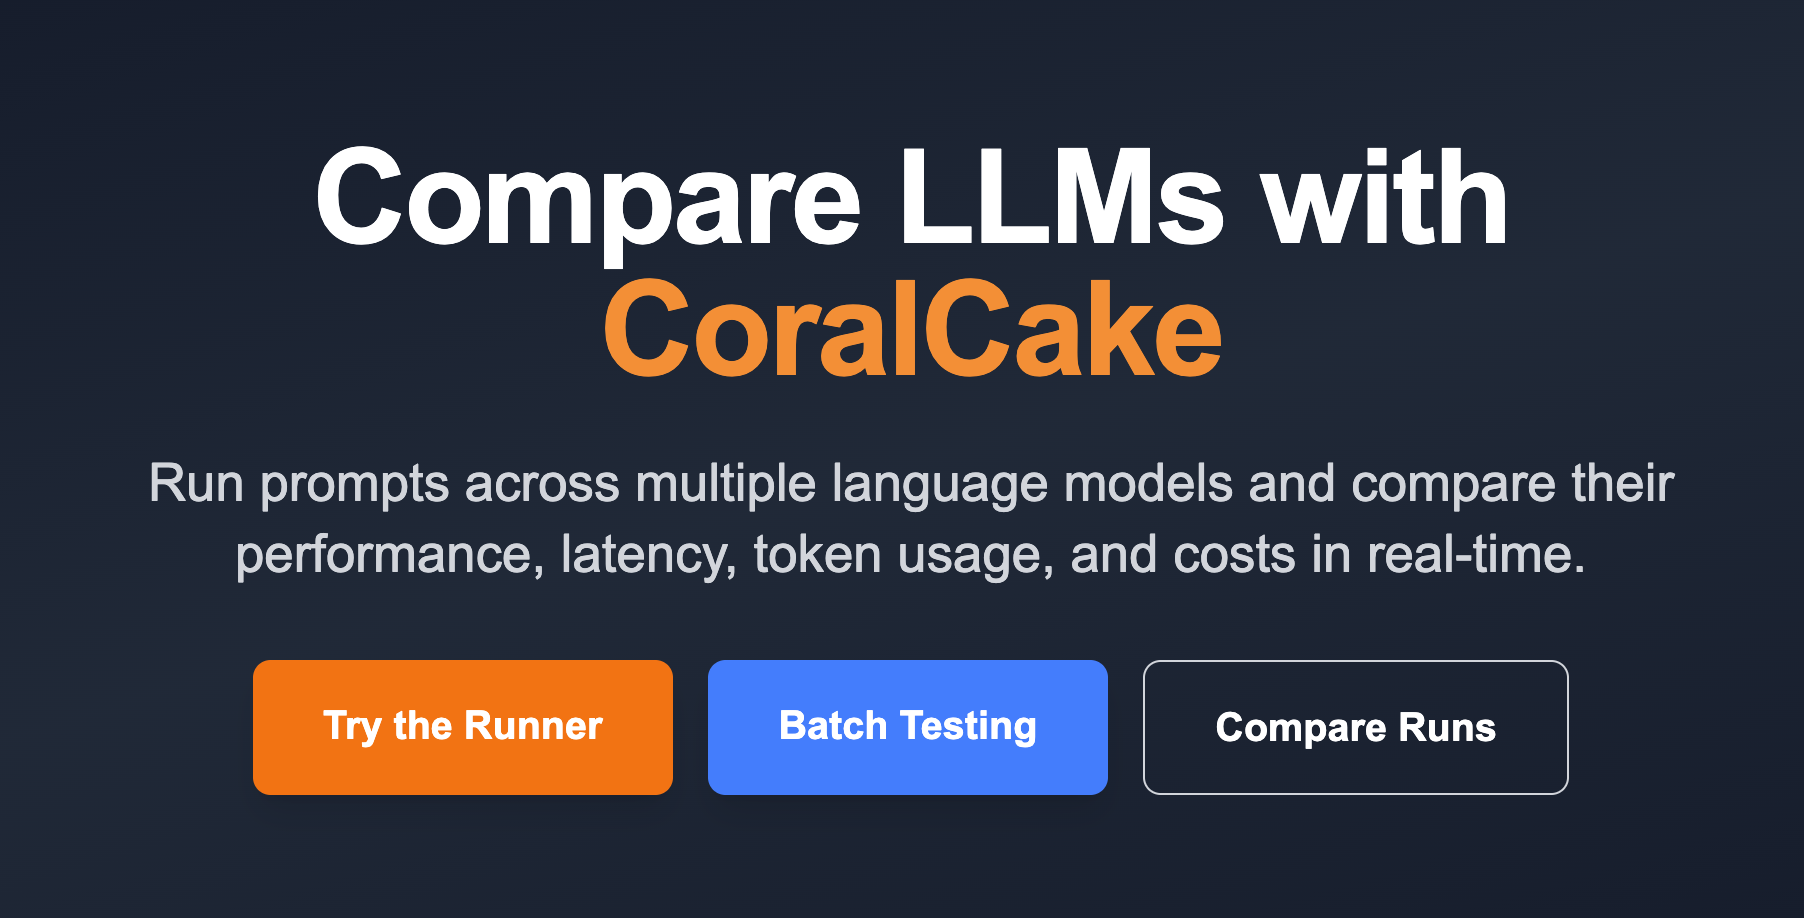 Compare LLMs with
CoralCake
Run prompts across multiple language models and compare their
performance, latency, token usage, and costs in real-time.
Try the Runner
Batch Testing
Compare Runs